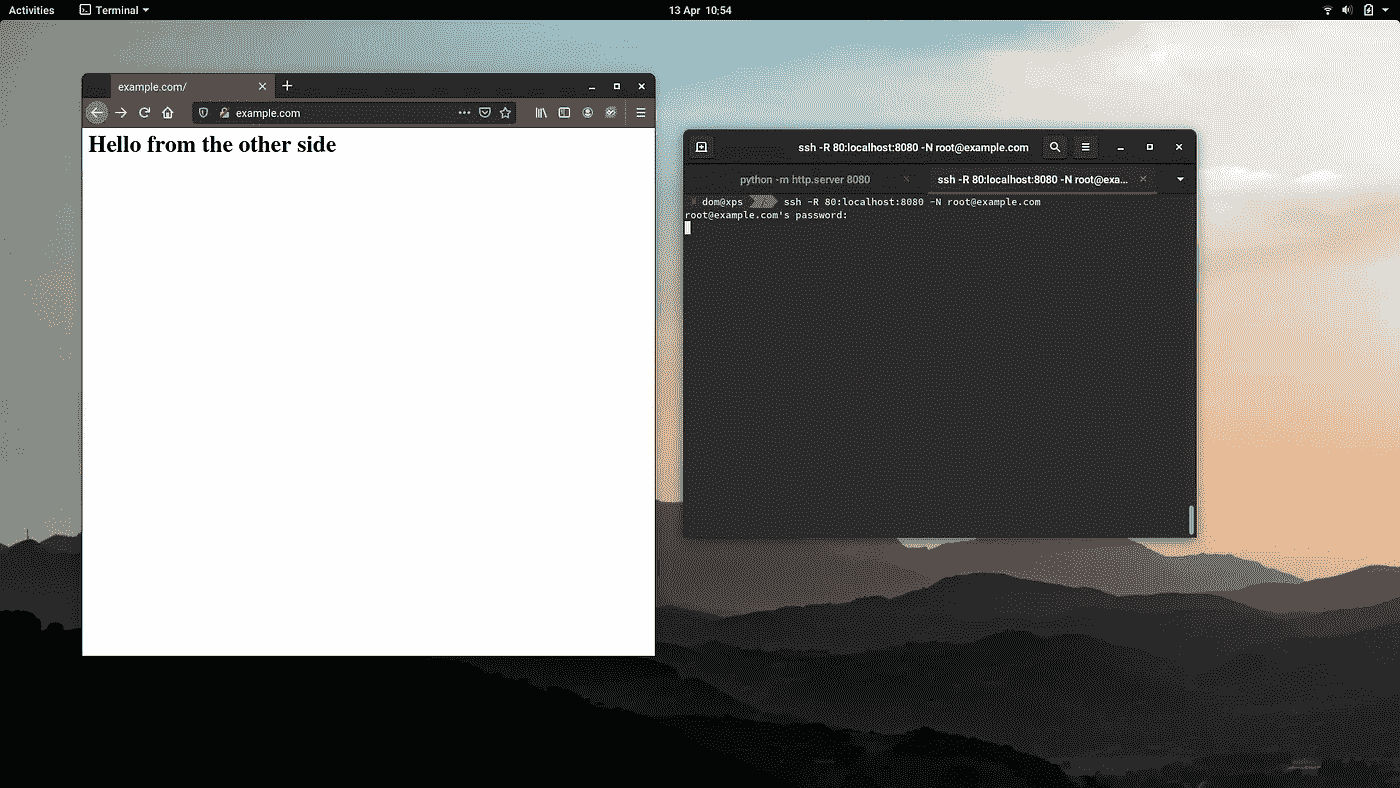 Activities Terminal 13 Apr 10:54
example.com/
example.com
Hello from the other side
ssh -R 80:localhost:8080 -N root@example.com
python -m http.server 8080 ssh -R 80:localhost:8080 -N root@exa...
dom@xps ssh -R 80:localhost:8080 -N root@example.com
root@example.com's password: